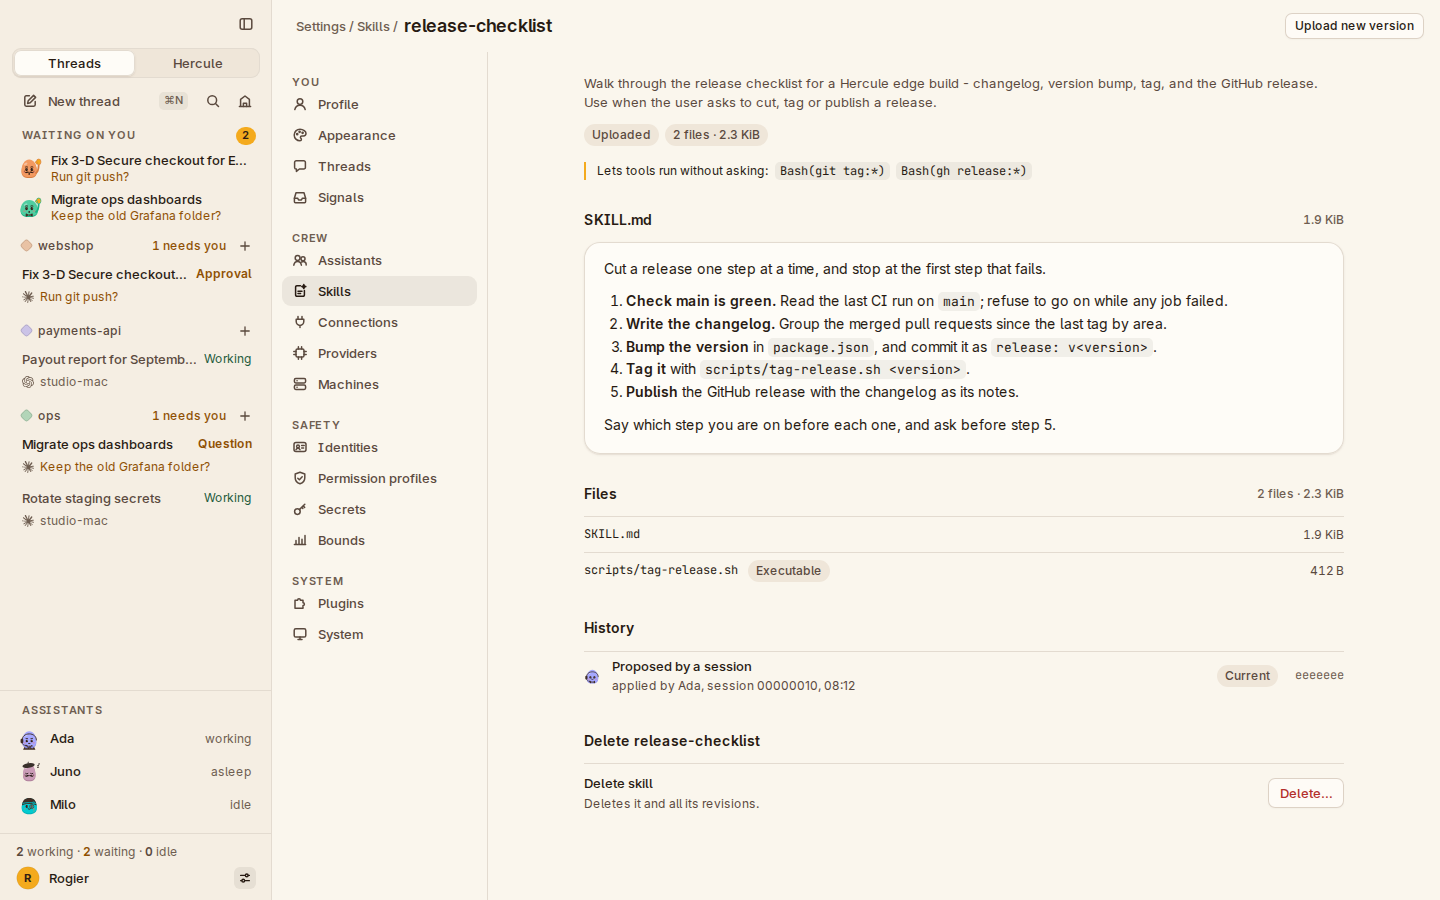 Threads
Hercule
New thread
⌘N
WAITING ON YOU
2
Fix 3-D Secure checkout for E...
Run git push?
Migrate ops dashboards
Keep the old Grafana folder?
webshop
1 needs you
Fix 3-D Secure checkout...
Approval
Run git push?
payments-api
Payout report for Septemb...
Working
studio-mac
ops
1 needs you
Migrate ops dashboards
Question
Keep the old Grafana folder?
Rotate staging secrets
Working
studio-mac
ASSISTANTS
Ada
working
Juno
asleep
Milo
idle
2 working · 2 waiting · 0 idle
R
Rogier
Settings / Skills / release-checklist
Upload new version
YOU
Profile
Appearance
Threads
Signals
CREW
Assistants
Skills
Connections
Providers
Machines
SAFETY
Identities
Permission profiles
Secrets
Bounds
SYSTEM
Plugins
System
Walk through the release checklist for a Hercule edge build - changelog, version bump, tag, and the GitHub release.
Use when the user asks to cut, tag or publish a release.
Uploaded
2 files · 2.3 KiB
Lets tools run without asking: Bash(git tag:*) Bash(gh release:*)
SKILL.md
1.9 KiB
Cut a release one step at a time, and stop at the first step that fails.
1. Check main is green. Read the last CI run on main; refuse to go on while any job failed.
2. Write the changelog. Group the merged pull requests since the last tag by area.
3. Bump the version in package.json, and commit it as release: v<version>.
4. Tag it with scripts/tag-release.sh <version>.
5. Publish the GitHub release with the changelog as its notes.
Say which step you are on before each one, and ask before step 5.
Files
2 files · 2.3 KiB
SKILL.md
1.9 KiB
scripts/tag-release.sh
Executable
412 B
History
Proposed by a session
applied by Ada, session 00000010, 08:12
Current
eeeeeee
Delete release-checklist
Delete skill
Deletes it and all its revisions.
Delete...